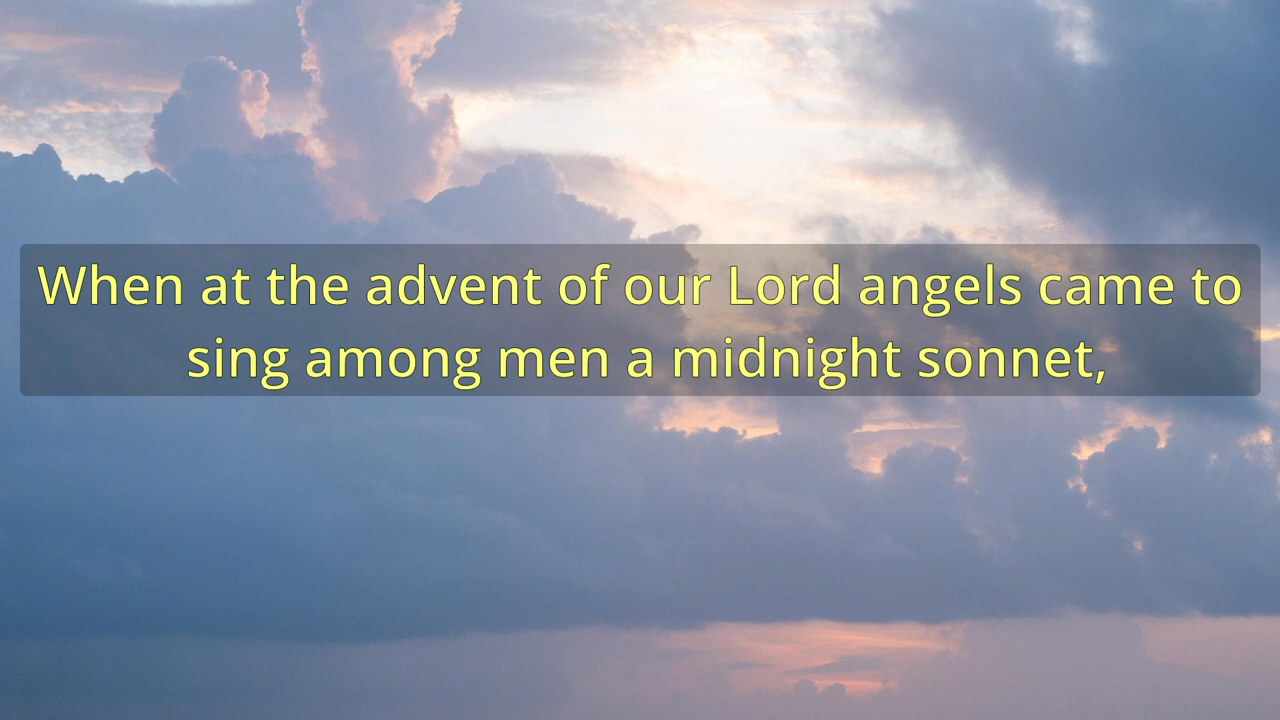 When at the advent of our Lord angels came to
sing among men a midnight sonnet,